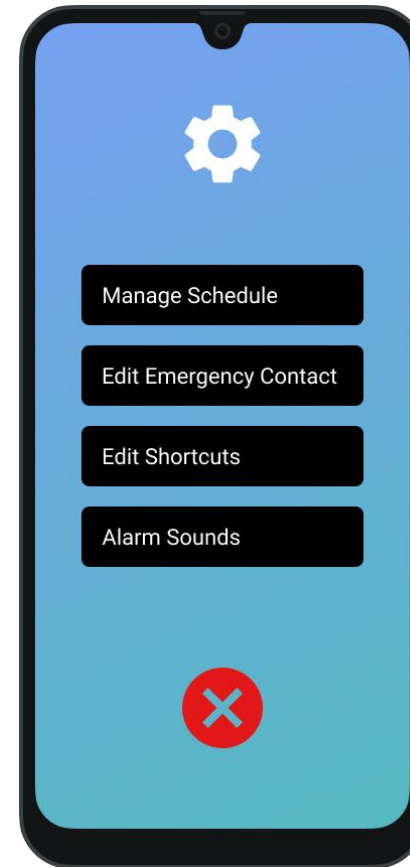 Manage Schedule
Edit Emergency Contact
Edit Shortcuts
Alarm Sounds